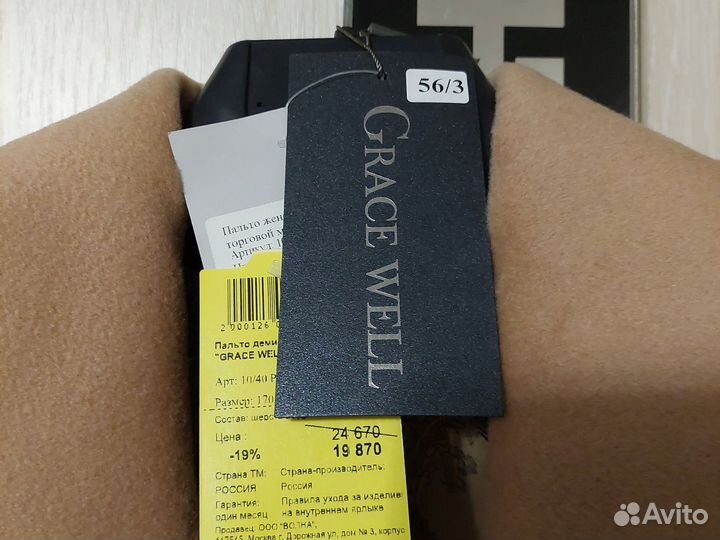 56/3
GRACE WELL
Пальто жен
торговой м
Артикул
2 000126
Пальто деми
"GRACE WEL
Арт: 10/40 Р
Размер: 170
Состав: шерс
Цена : 24 670
-19% 19 870
Страна ТМ: Страна-производитель:
РОССИЯ Россия
Гарантия: Правила ухода за изделие
один месяц на внутреннем ярлыке
Продавец: ООО "ВОЛНА",
117545, Москва г, Дорожная ул, дом № 3, корпус
Avito